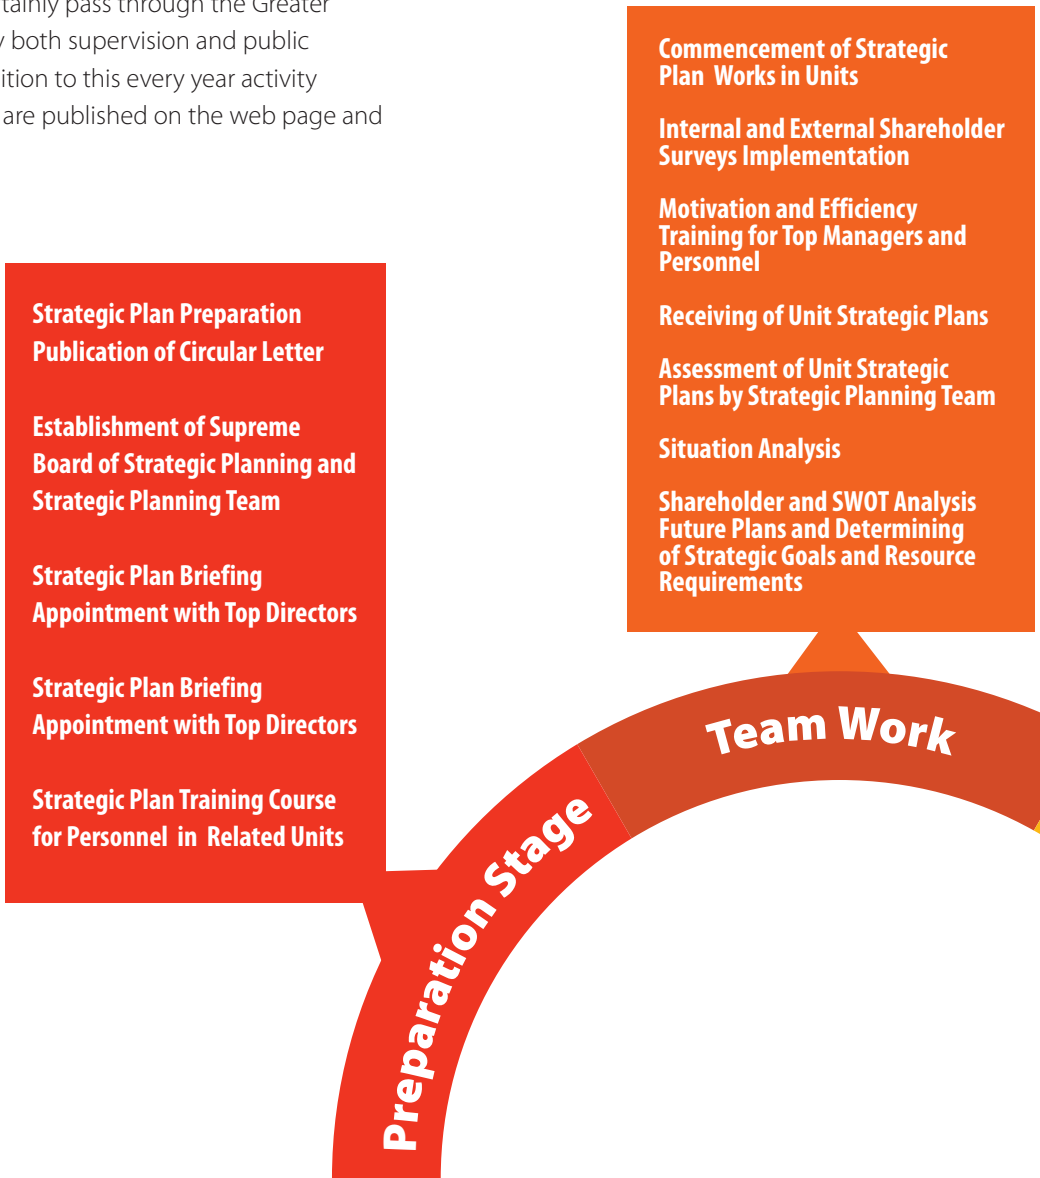 pass through the Greater
both supervision and public
to this every year activity
are published on the web page and
Strategic Plan Preparation
Publication of Circular Letter
Establishment of Supreme
Board of Strategic Planning and
Strategic Planning Team
Strategic Plan Briefing
Appointment with Top Directors
Strategic Plan Briefing
Appointment with Top Directors
Strategic Plan Training Course
for Personnel in Related Units
Commencement of Strategic
Plan Works in Units
Internal and External Shareholder
Surveys Implementation
Motivation and Efficiency
Training for Top Managers and
Personnel
Receiving of Unit Strategic Plans
Assessment of Unit Strategic
Plans by Strategic Planning Team
Situation Analysis
Shareholder and SWOT Analysis
Future Plans and Determining
of Strategic Goals and Resource
Requirements
Preparation Stage
Team Work